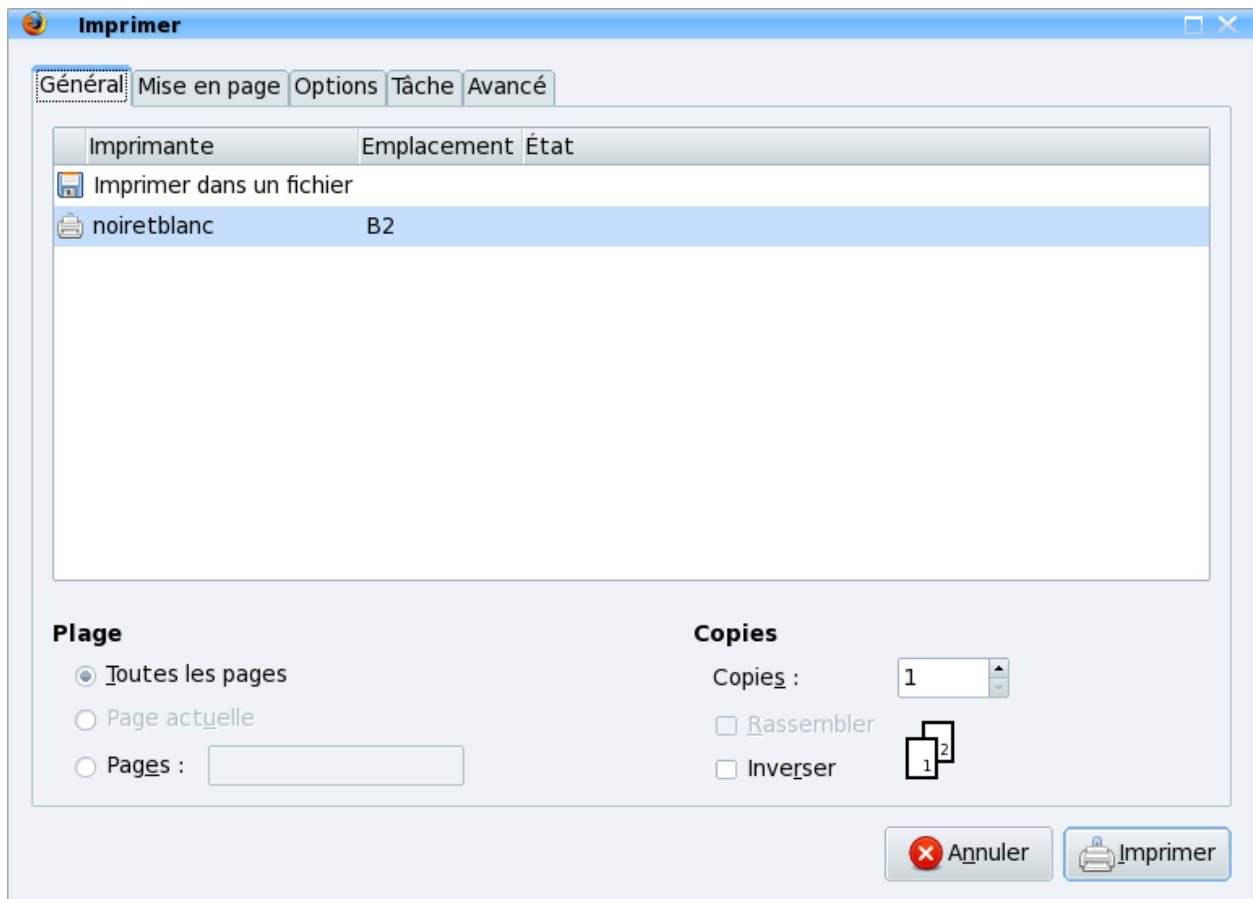 Imprimer
Général Mise en page Options Tâche Avancé
Imprimante Emplacement État
Imprimer dans un fichier
noiretblanc B2
Plage
Toutes les pages
Page actuelle
Pages :
Copies
Copies : 1
Rassembler
Inverser
1 2
Annuler Imprimer